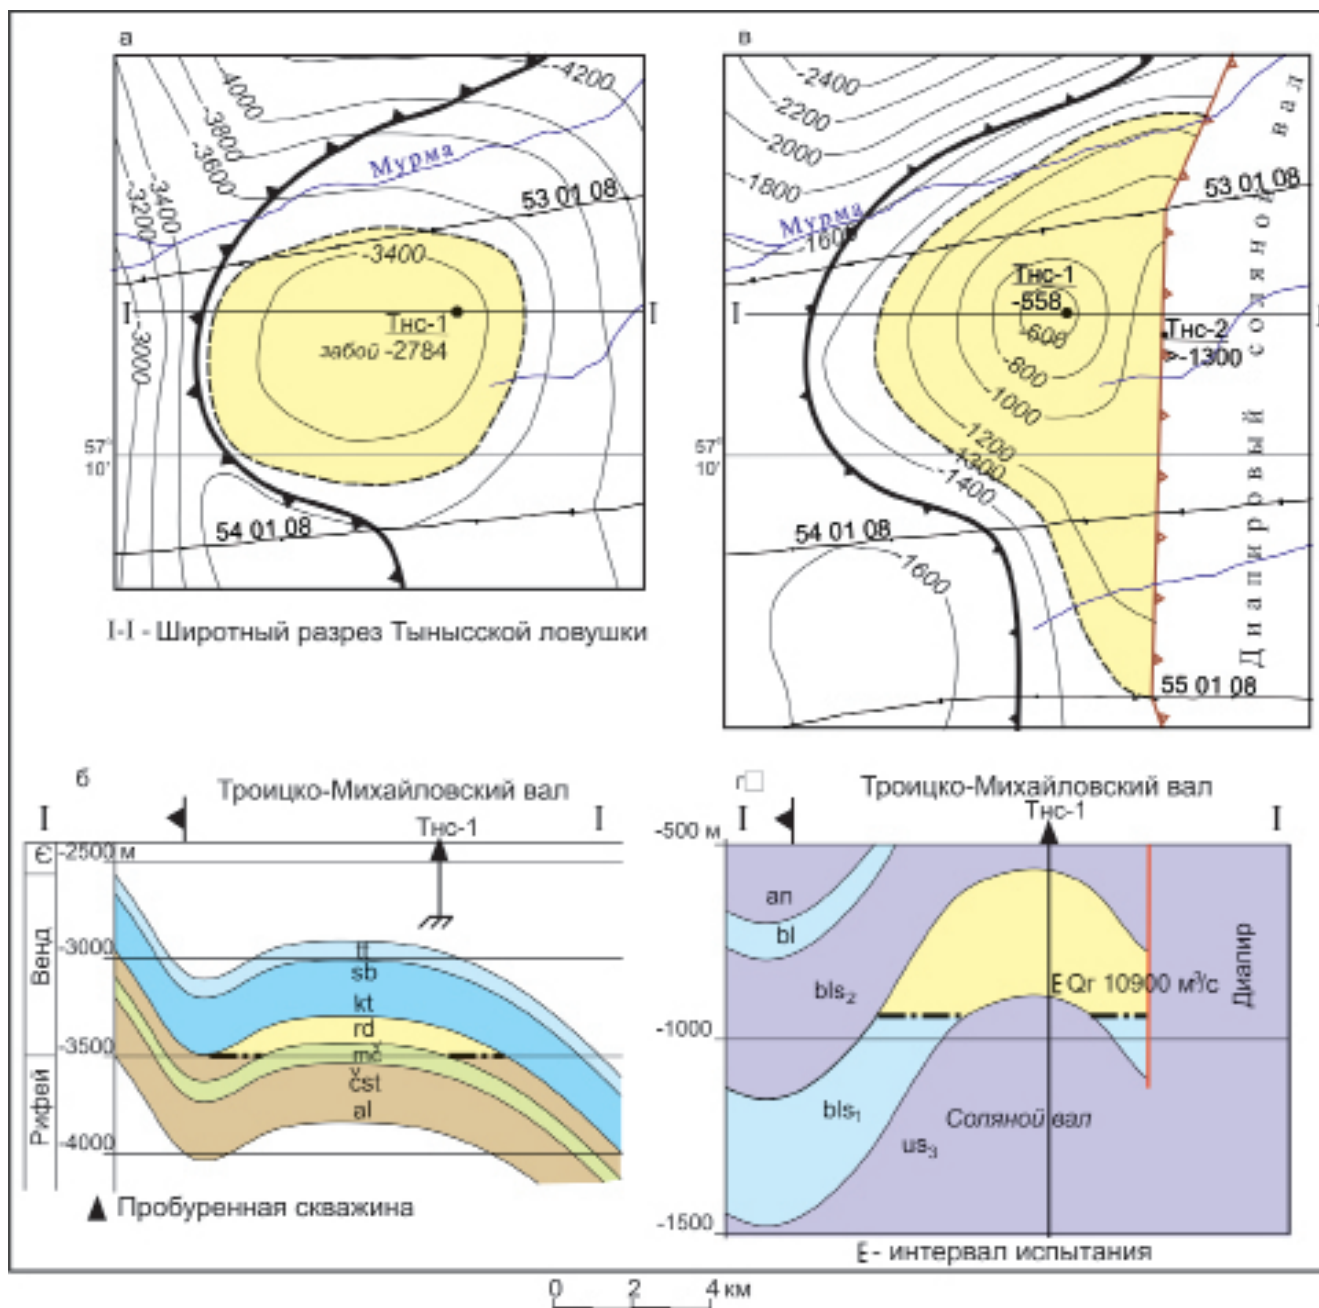 а
-4200
-4000
-3800
-3600
-3400
-3200
-3000
Мурма
53 01 08
-3400
I
I
Тнс-1
забой -2784
57°
10'
54 01 08
I-I - Широтный разрез Тынысской ловушки
в
-2400
-2200
-2000
-1800
-1600
Мурма
53 01 08
Тнс-1
-558
-600
-800
-1000
-1200
-1300
-1400
I
Тнс-2
-1300
57°
10'
54 01 08
-1600
55 01 08
Диапировый соляной вал
б
Троицко-Михайловский вал
I
Тнс-1
I
Є
-2500 м
Венд
-3000
-3500
Рифей
-4000
tt
sb
kt
rd
mč
čst
al
Пробуренная скважина
г
Троицко-Михайловский вал
Тнс-1
I
I
-500 м
an
bl
bls2
E Qг 10900 м³/с
Диапир
-1000
bls1
Соляной вал
us3
-1500
E - интервал испытания
0 2 4 км